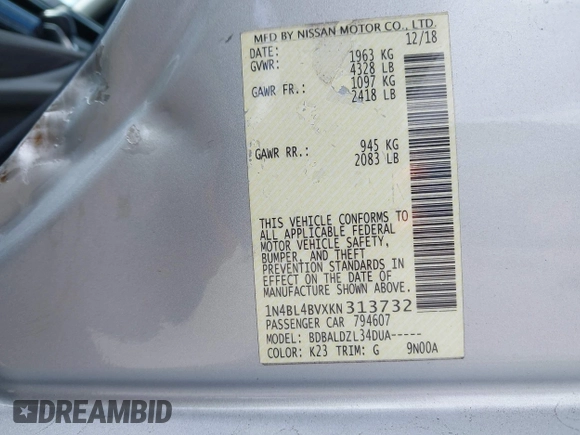 MFD BY NISSAN MOTOR CO., LTD.
DATE: 12/18
GVWR: 1963 KG
4328 LB
GAWR FR.: 1097 KG
2418 LB
GAWR RR.: 945 KG
2083 LB
THIS VEHICLE CONFORMS TO
ALL APPLICABLE FEDERAL
MOTOR VEHICLE SAFETY,
BUMPER, AND THEFT
PREVENTION STANDARDS IN
EFFECT ON THE DATE OF
MANUFACTURE SHOWN ABOVE.
1N4BL4BVXKN313732
PASSENGER CAR 794607
MODEL: BDBALDZL34DUA-----
COLOR: K23 TRIM: G 9N00A
DREAMBID